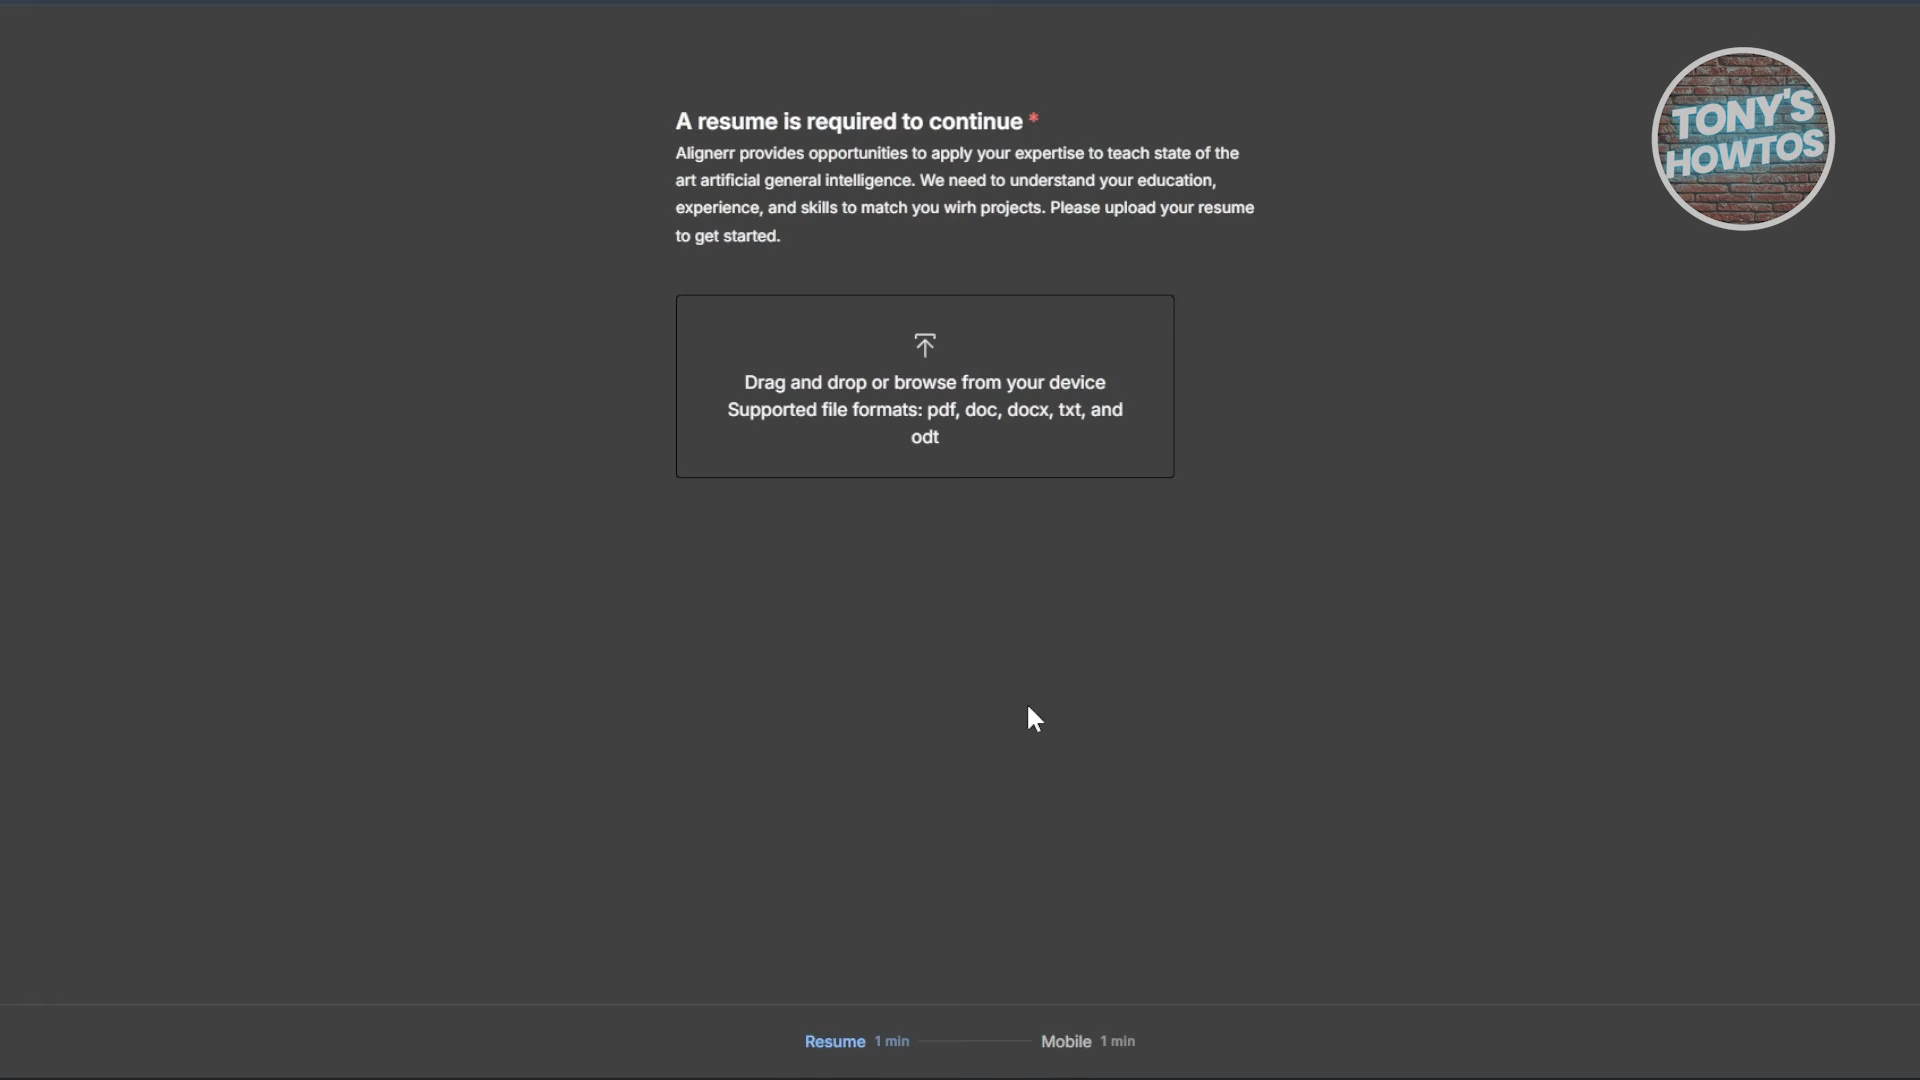 A resume is required to continue *
Alignerr provides opportunities to apply your expertise to teach state of the
art artificial general intelligence. We need to understand your education,
experience, and skills to match you wirh projects. Please upload your resume
to get started.
Drag and drop or browse from your device
Supported file formats: pdf, doc, docx, txt, and
odt
Resume 1 min
Mobile 1 min
TONY'S
HOWTOS